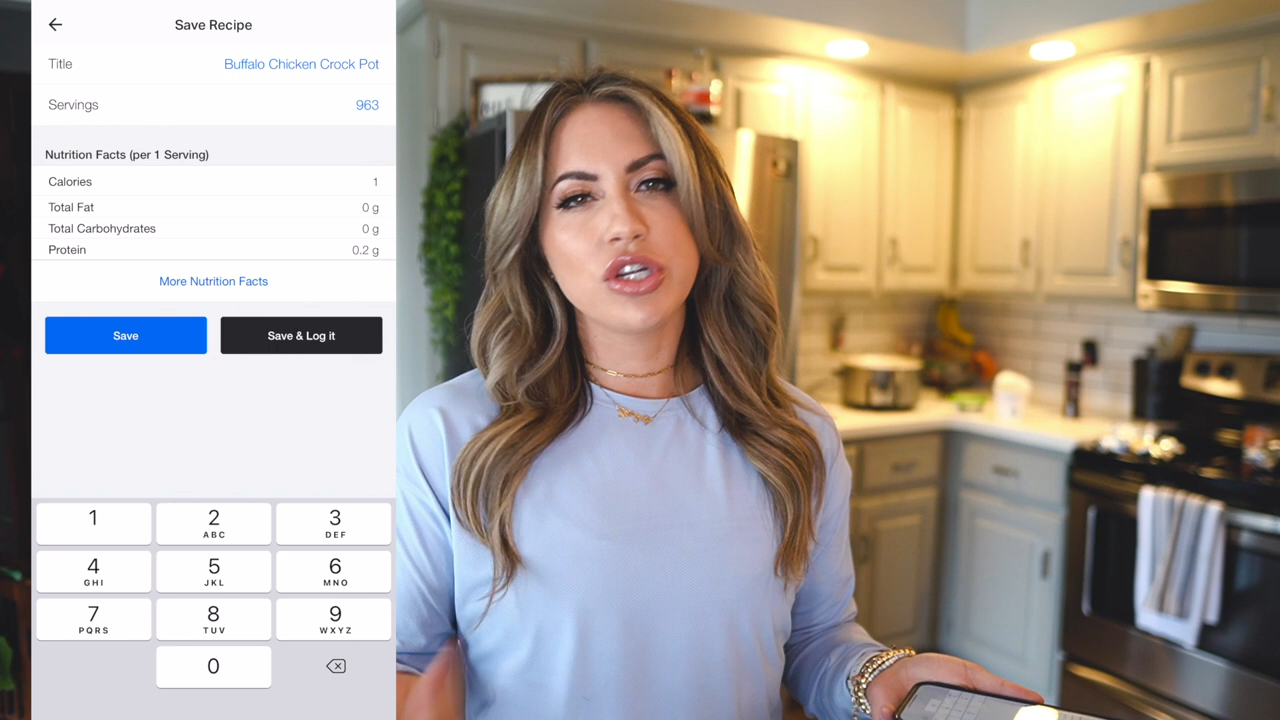 Save Recipe
Title Buffalo Chicken Crock Pot
Servings 963
Nutrition Facts (per 1 Serving)
Calories 1
Total Fat 0 g
Total Carbohydrates 0 g
Protein 0.2 g
More Nutrition Facts
Save Save & Log it
1 2 3
ABC DEF
4 5 6
GHI JKL MNO
7 8 9
PQRS TUV WXYZ
0